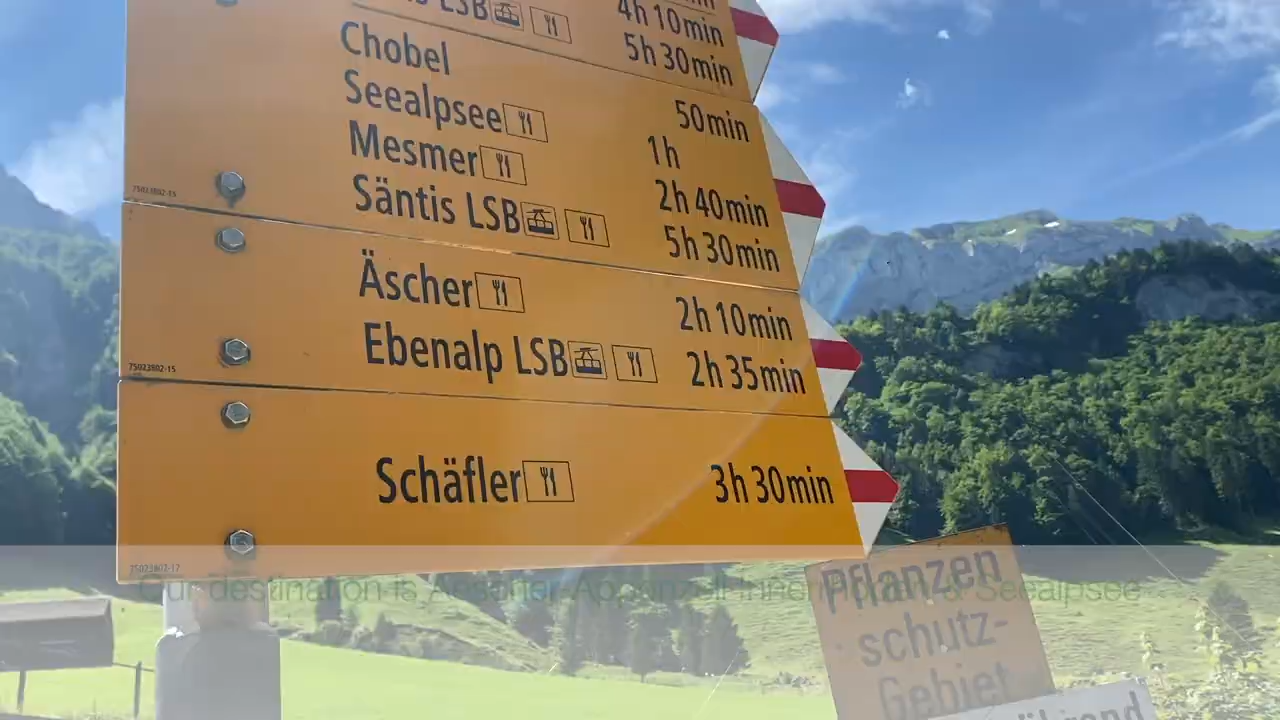 LSB
4h 10min
5h 30min
Chobel
50min
Seealpsee
1h
Mesmer
2h 40min
Säntis LSB
5h 30min
75023802-15
Äscher
2h 10min
Ebenalp LSB
2h 35min
75023802-15
Schäfler
3h 30min
75023802-17
Our destination is Aescher Appenzell Innerrhoden & Seealpsee
Pflanzen
schutz-
Gebiet